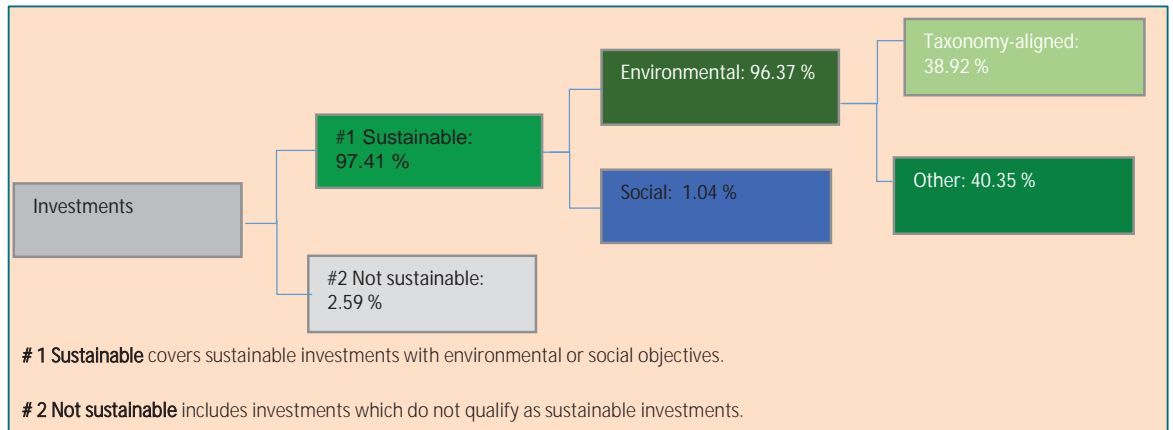 Taxonomy-aligned:
38.92 %
Environmental: 96.37 %
#1 Sustainable:
97.41 %
Other: 40.35 %
Social: 1.04 %
Investments
#2 Not sustainable:
2.59 %
# 1 Sustainable covers sustainable investments with environmental or social objectives.
# 2 Not sustainable includes investments which do not qualify as sustainable investments.